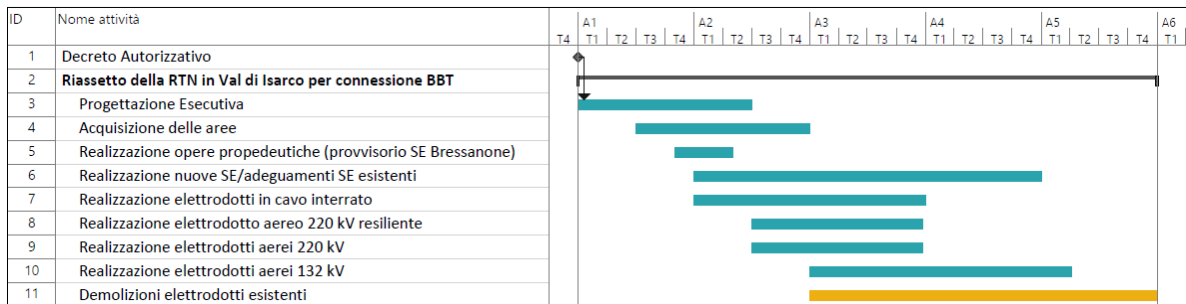 ID Nome attività A1 A2 A3 A4 A5 A6
T4 T1 T2 T3 T4 T1 T2 T3 T4 T1 T2 T3 T4 T1 T2 T3 T4 T1 T2 T3 T4 T1
1 Decreto Autorizzativo
2 Riassetto della RTN in Val di Isarco per connessione BBT
3 Progettazione Esecutiva
4 Acquisizione delle aree
5 Realizzazione opere propedeutiche (provvisorio SE Bressanone)
6 Realizzazione nuove SE/adeguamenti SE esistenti
7 Realizzazione elettrodotti in cavo interrato
8 Realizzazione elettrodotto aereo 220 kV resiliente
9 Realizzazione elettrodotti aerei 220 kV
10 Realizzazione elettrodotti aerei 132 kV
11 Demolizioni elettrodotti esistenti